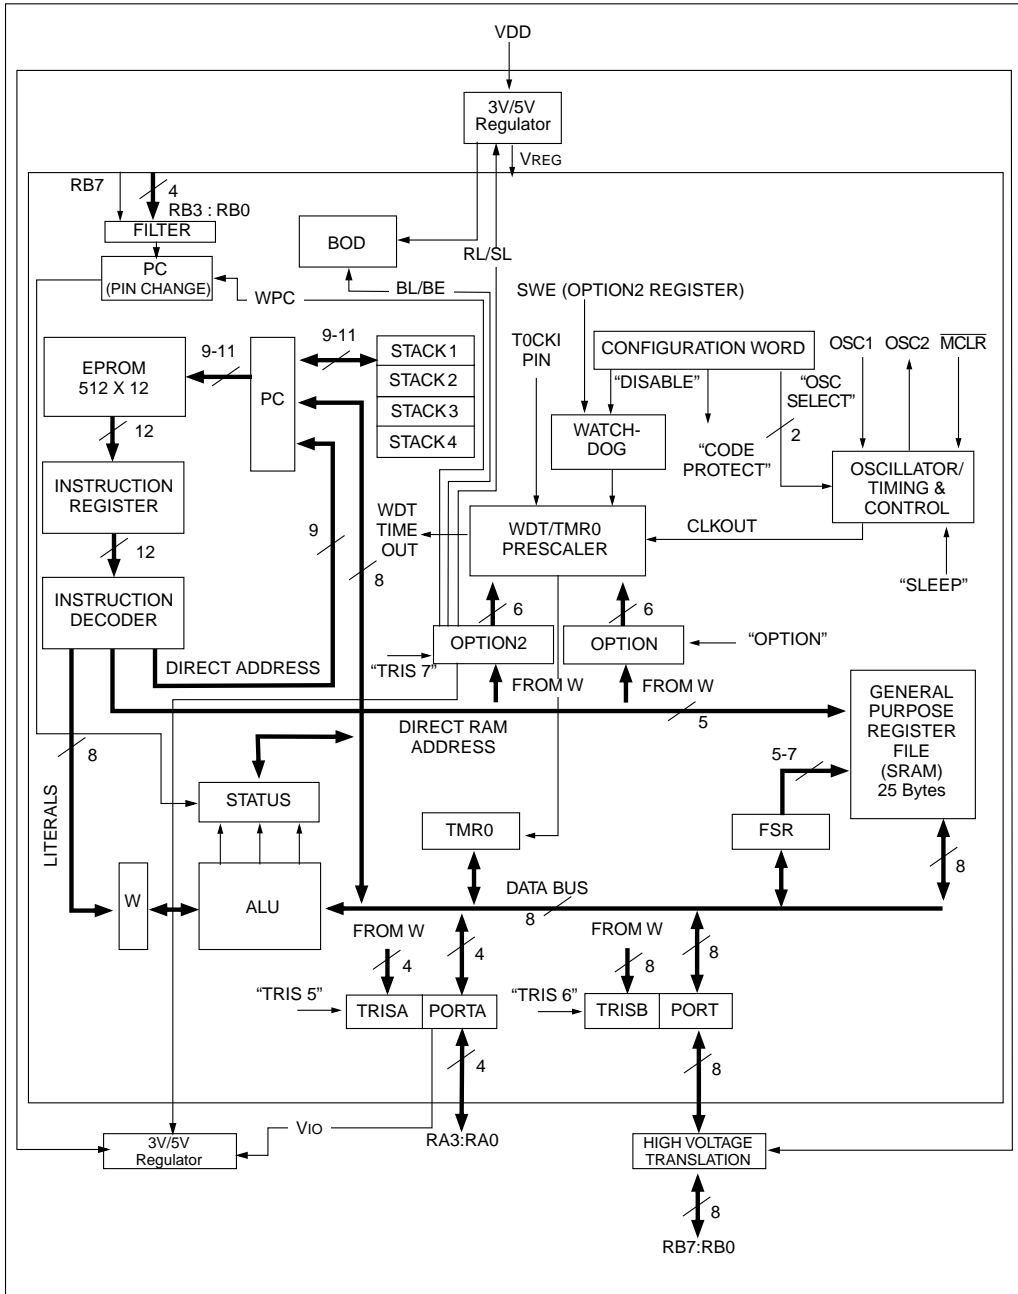 VDD
3V/5V
Regulator
VREG
RB7
4
RB3 : RB0
FILTER
BOD
RL/SL
PC
(PIN CHANGE)
WPC
BL/BE
SWE (OPTION2 REGISTER)
9-11
9-11
T0CKI
PIN
CONFIGURATION WORD
OSC1
OSC2
MCLR
EPROM
512 X 12
PC
STACK 1
STACK 2
STACK 3
STACK 4
"DISABLE"
"OSC
SELECT"
2
WATCH-
DOG
"CODE
PROTECT"
12
OSCILLATOR/
TIMING &
CONTROL
INSTRUCTION
REGISTER
WDT
TIME
OUT
WDT/TMR0
PRESCALER
CLKOUT
9
8
12
"SLEEP"
INSTRUCTION
DECODER
6
6
OPTION2
OPTION
"OPTION"
"TRIS 7"
DIRECT ADDRESS
FROM W
FROM W
GENERAL
PURPOSE
REGISTER
FILE
(SRAM)
25 Bytes
5
DIRECT RAM
ADDRESS
8
5-7
STATUS
LITERALS
TMR0
FSR
8
W
ALU
DATA BUS
8
FROM W
4
4
FROM W
8
8
"TRIS 5"
TRISA
PORTA
"TRIS 6"
TRISB
PORT
4
8
VIO
RA3:RA0
3V/5V
Regulator
HIGH VOLTAGE
TRANSLATION
8
RB7:RB0